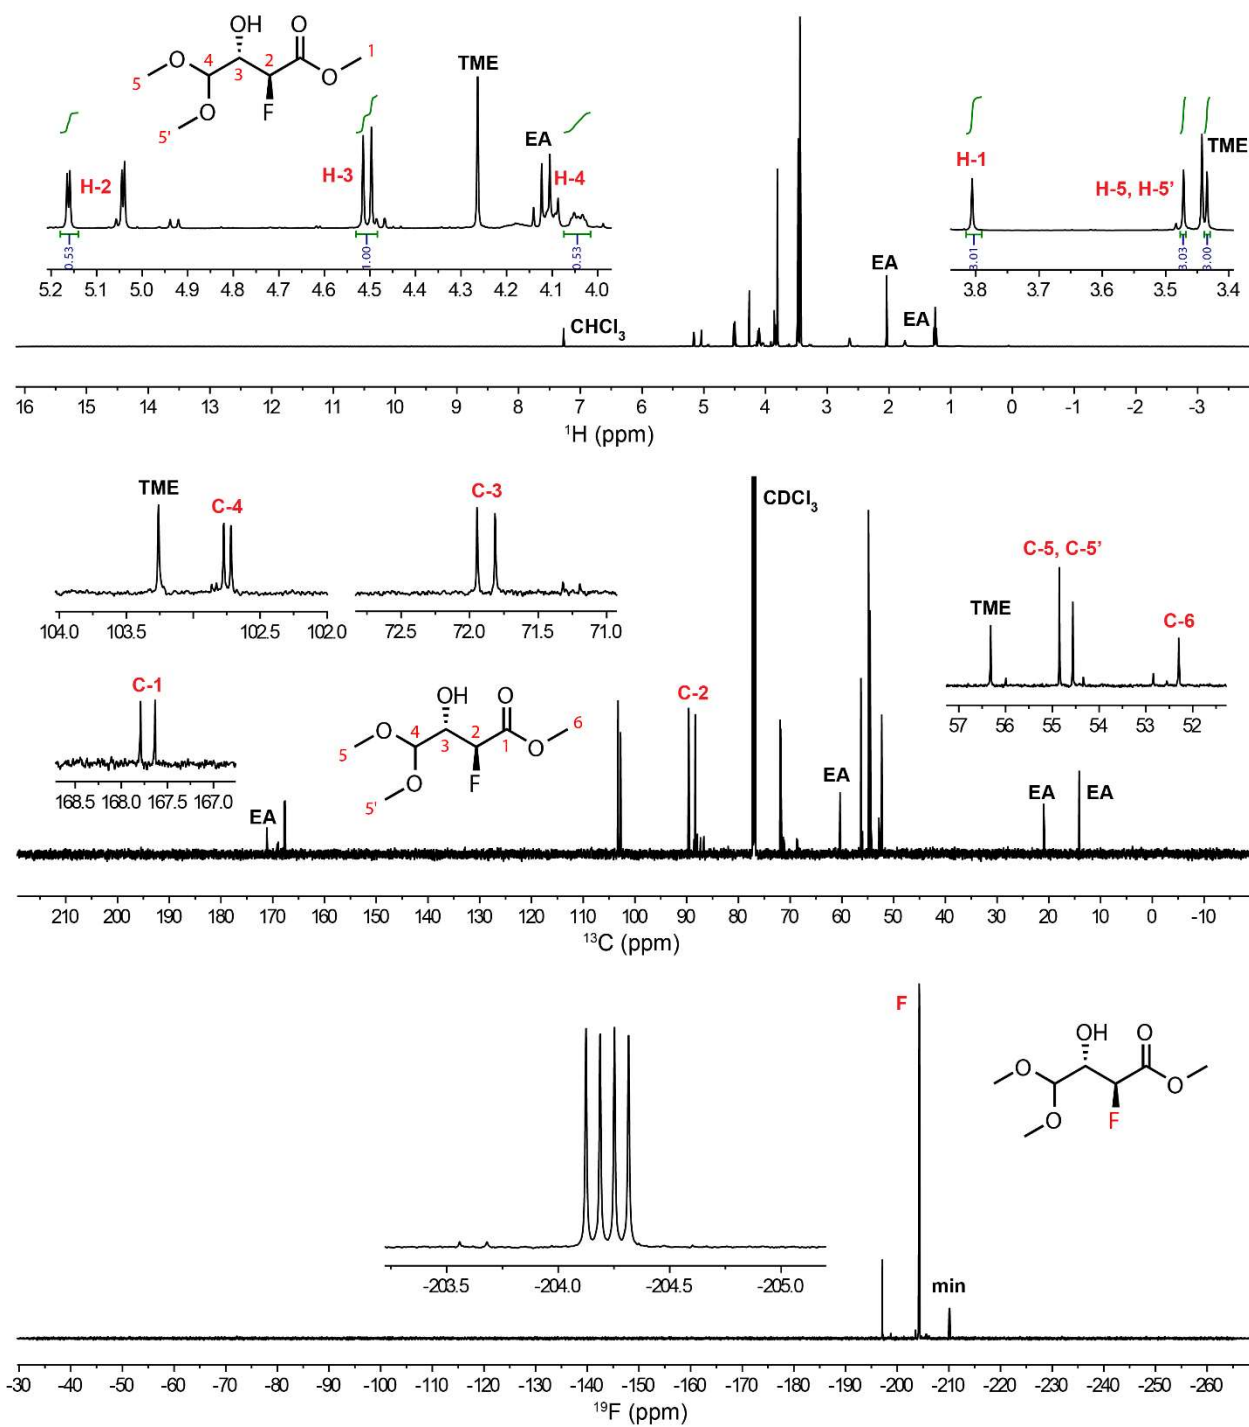 OH
O
O
O
O
F
5
4
3
2
1
5'
TME
EA
H-2
H-3
H-4
0.53
1.00
0.53
5.2 5.1 5.0 4.9 4.8 4.7 4.6 4.5 4.4 4.3 4.2 4.1 4.0
H-1
H-5, H-5’
TME
3.01
3.03
3.00
3.8 3.7 3.6 3.5 3.4
CHCl3
EA
EA
16 15 14 13 12 11 10 9 8 7 6 5 4 3 2 1 0 -1 -2 -3
1H (ppm)
TME
C-4
104.0 103.5 102.5 102.0
C-3
72.5 72.0 71.5 71.0
CDCl3
C-5, C-5’
TME
C-6
57 56 55 54 53 52
C-1
168.5 168.0 167.5 167.0
OH
O
O
O
O
F
5
4
3
2
1
6
5'
C-2
EA
EA
EA
EA
210 200 190 180 170 160 150 140 130 120 110 100 90 80 70 60 50 40 30 20 10 0 -10
13C (ppm)
F
OH
O
O
O
O
F
-203.5 -204.0 -204.5 -205.0
min
-30 -40 -50 -60 -70 -80 -90 -100 -110 -120 -130 -140 -150 -160 -170 -180 -190 -200 -210 -220 -230 -240 -250 -260
19F (ppm)